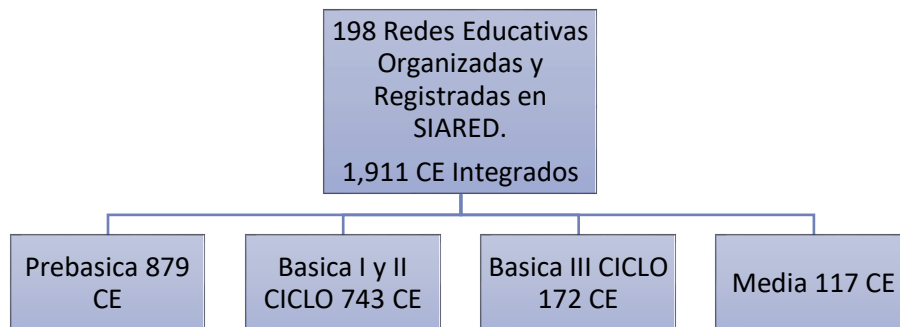 198 Redes Educativas
Organizadas y
Registradas en
SIARED.
1,911 CE Integrados
Prebasica 879
CE
Basica I y II
CICLO 743 CE
Basica III CICLO
172 CE
Media 117 CE